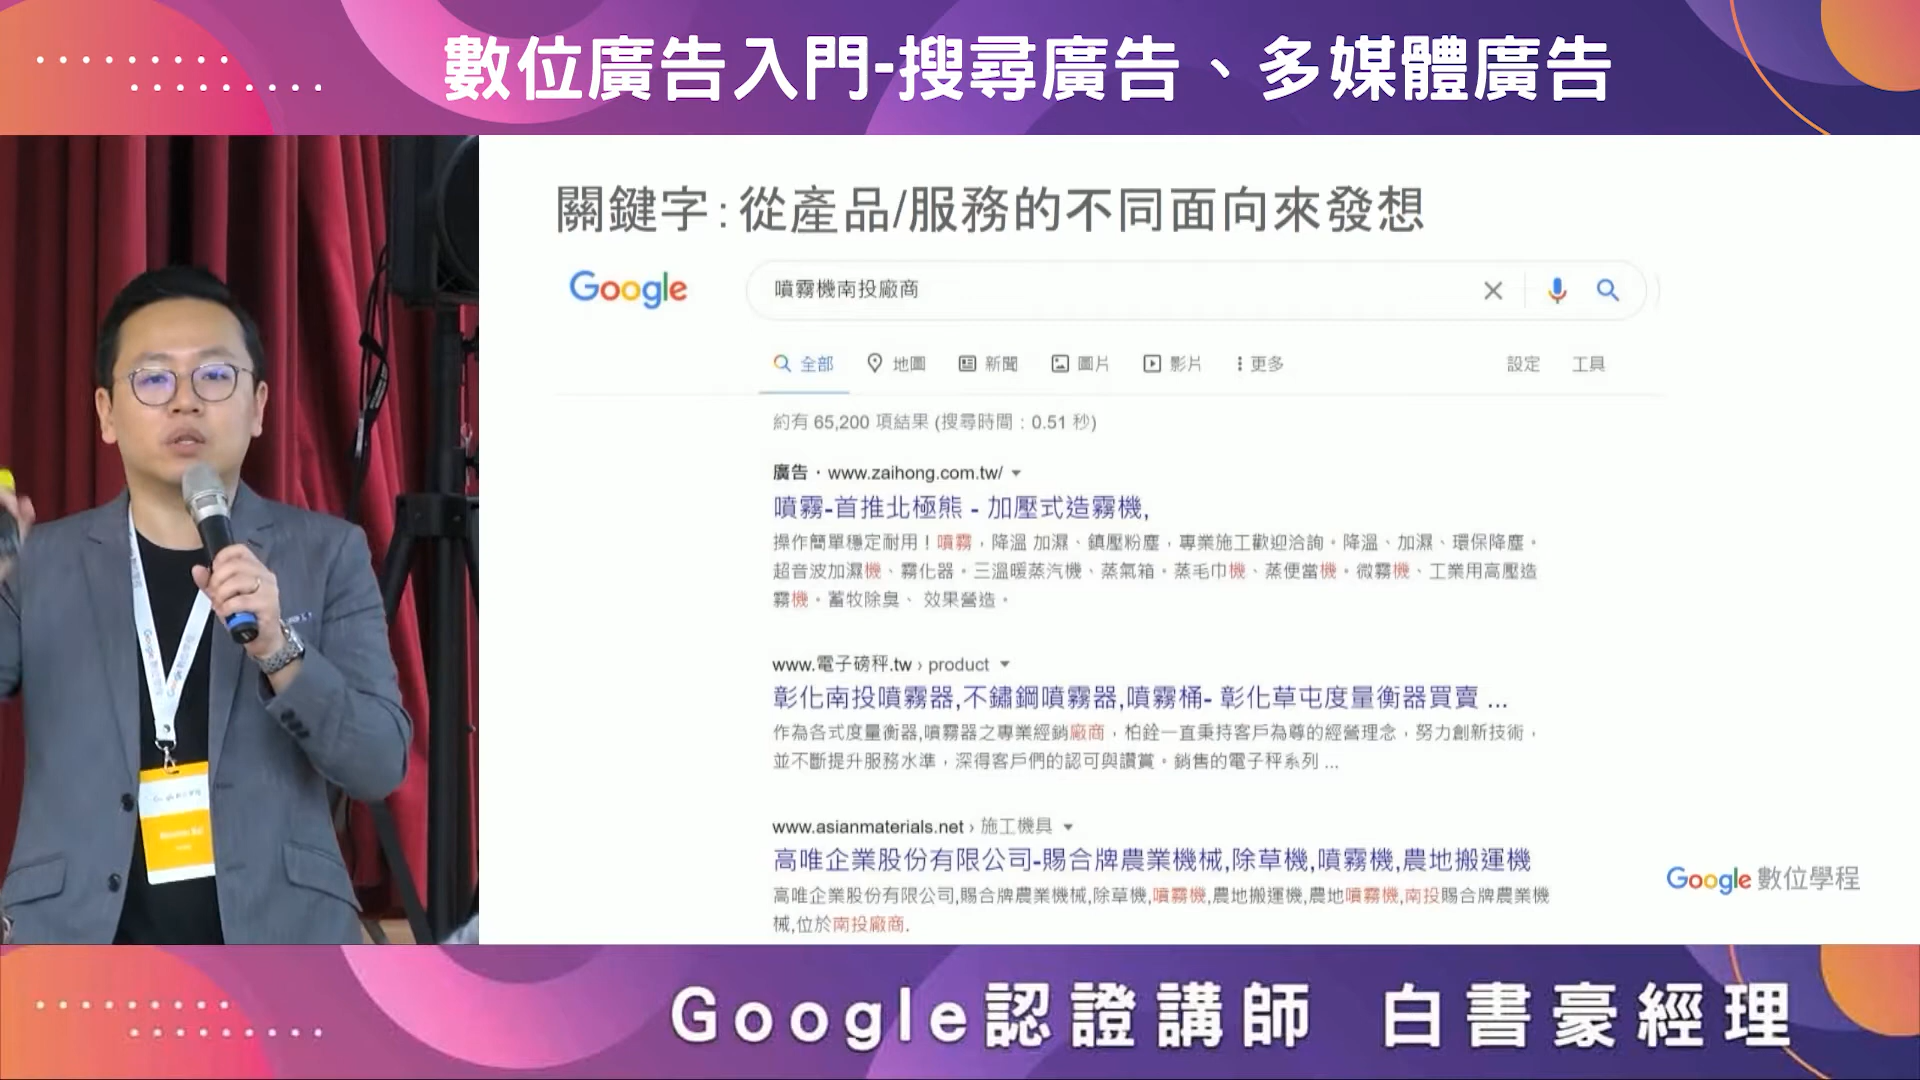 數位廣告入門-搜尋廣告、多媒體廣告
關鍵字:從產品/服務的不同面向來發想
Google
噴霧機南投廠商
全部 地圖 新聞 圖片 影片 更多 設定 工具
約有 65,200 項結果 (搜尋時間：0.51 秒)
廣告・www.zaihong.com.tw/
噴霧-首推北極熊 - 加壓式造霧機,
操作簡單穩定耐用！噴霧，降溫 加濕、鎮壓粉塵，專業施工歡迎洽詢。降溫、加濕、環保降塵。
超音波加濕機、霧化器。三溫暖蒸汽機、蒸氣箱。蒸毛巾機、蒸便當機。微霧機、工業用高壓造
霧機。蓄牧除臭、 效果營造。
www.電子磅秤.tw › product
彰化南投噴霧器,不鏽鋼噴霧器,噴霧桶- 彰化草屯度量衡器買賣 ...
作為各式度量衡器,噴霧器之專業經銷廠商，柏銓一直秉持客戶為尊的經營理念，努力創新技術，
並不斷提升服務水準，深得客戶們的認可與讚賞。銷售的電子秤系列 ...
www.asianmaterials.net › 施工機具
高唯企業股份有限公司-賜合牌農業機械,除草機,噴霧機,農地搬運機
高唯企業股份有限公司,賜合牌農業機械,除草機,噴霧機,農地搬運機,農地噴霧機,南投賜合牌農業機
械,位於南投廠商.
Google 數位學程
Google認證講師 白書豪經理